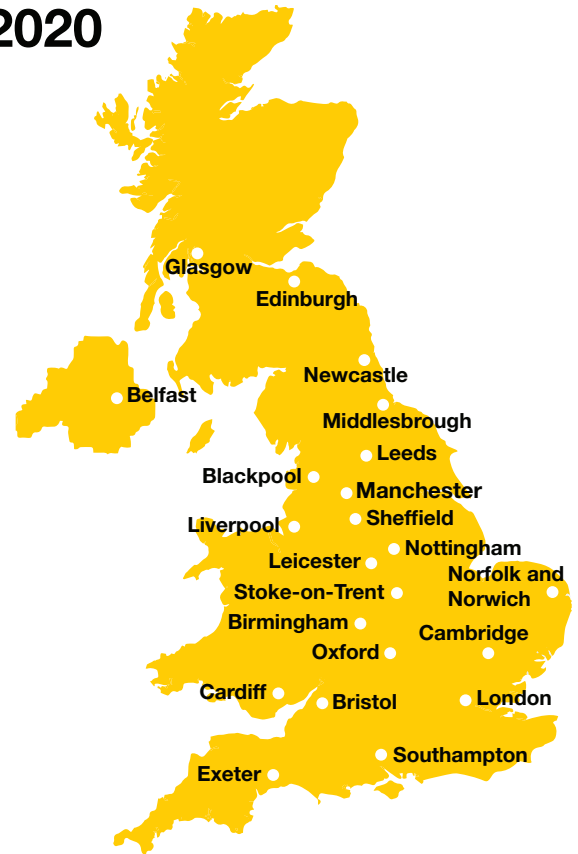 2020
Glasgow
Edinburgh
Newcastle
Belfast
Middlesbrough
Leeds
Blackpool
Manchester
Sheffield
Liverpool
Nottingham
Leicester
Norfolk and
Norwich
Stoke-on-Trent
Birmingham
Cambridge
Oxford
Cardiff
Bristol
London
Southampton
Exeter